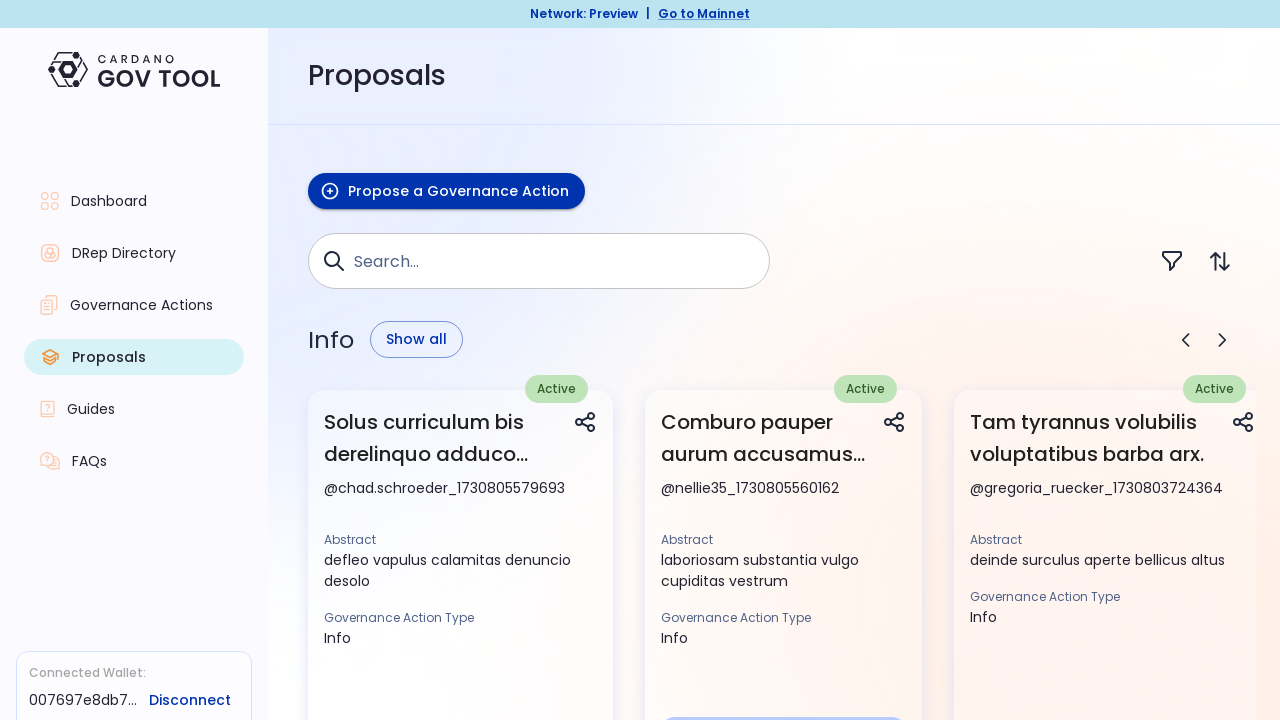 Network: Preview | Go to Mainnet
CARDANO
GOV TOOL
Dashboard
DRep Directory
Governance Actions
Proposals
Guides
FAQs
Connected Wallet:
007697e8db7... Disconnect
Proposals
Propose a Governance Action
Search...
Info Show all
Active
Solus curriculum bis
derelinquo adduco...
@chad.schroeder_1730805579693
Abstract
defleo vapulus calamitas denuncio
desolo
Governance Action Type
Info
Active
Comburo pauper
aurum accusamus...
@nellie35_1730805560162
Abstract
laboriosam substantia vulgo
cupiditas vestrum
Governance Action Type
Info
Active
Tam tyrannus volubilis
voluptatibus barba arx.
@gregoria_ruecker_1730803724364
Abstract
deinde surculus aperte bellicus altus
Governance Action Type
Info